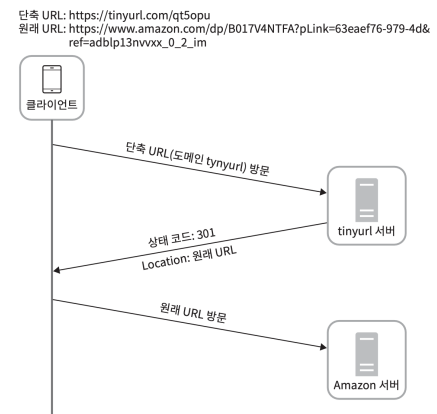 단축 URL: https://tinyurl.com/qt5opu
원래 URL: https://www.amazon.com/dp/B017V4NTFA?pLink=63eaef76-979-4d&
ref=adblp13nvvxx_0_2_im
클라이언트
단축 URL(도메인 tynyurl) 방문
tinyurl 서버
상태 코드: 301
Location: 원래 URL
원래 URL 방문
Amazon 서버